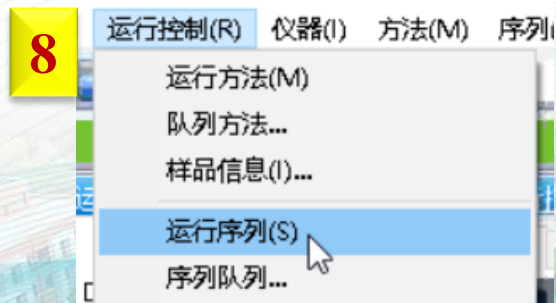 8
运行控制(R) 仪器(I) 方法(M) 序列
运行方法(M)
队列方法...
样品信息(I)...
运行序列(S)
序列队列...